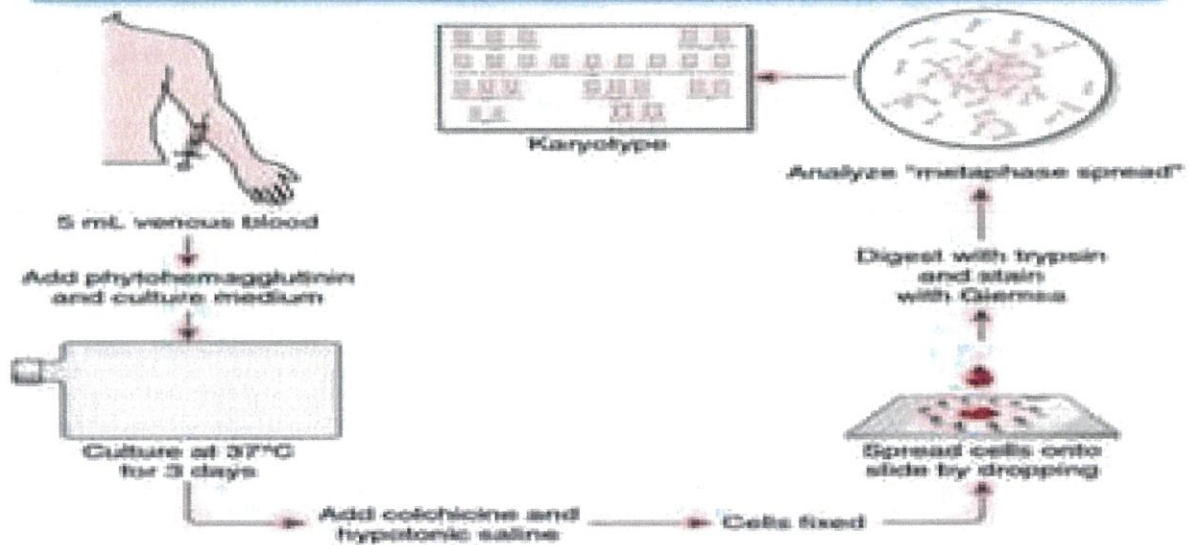 5 mL venous blood
Add phytohemagglutinin
and culture medium
Culture at 37°C
for 3 days
Add colchicine and
hypotonic saline
Cells fixed
Spread cells onto
slide by dropping
Digest with trypsin
and stain
with Giemsa
Analyze "metaphase spread"
Karyotype